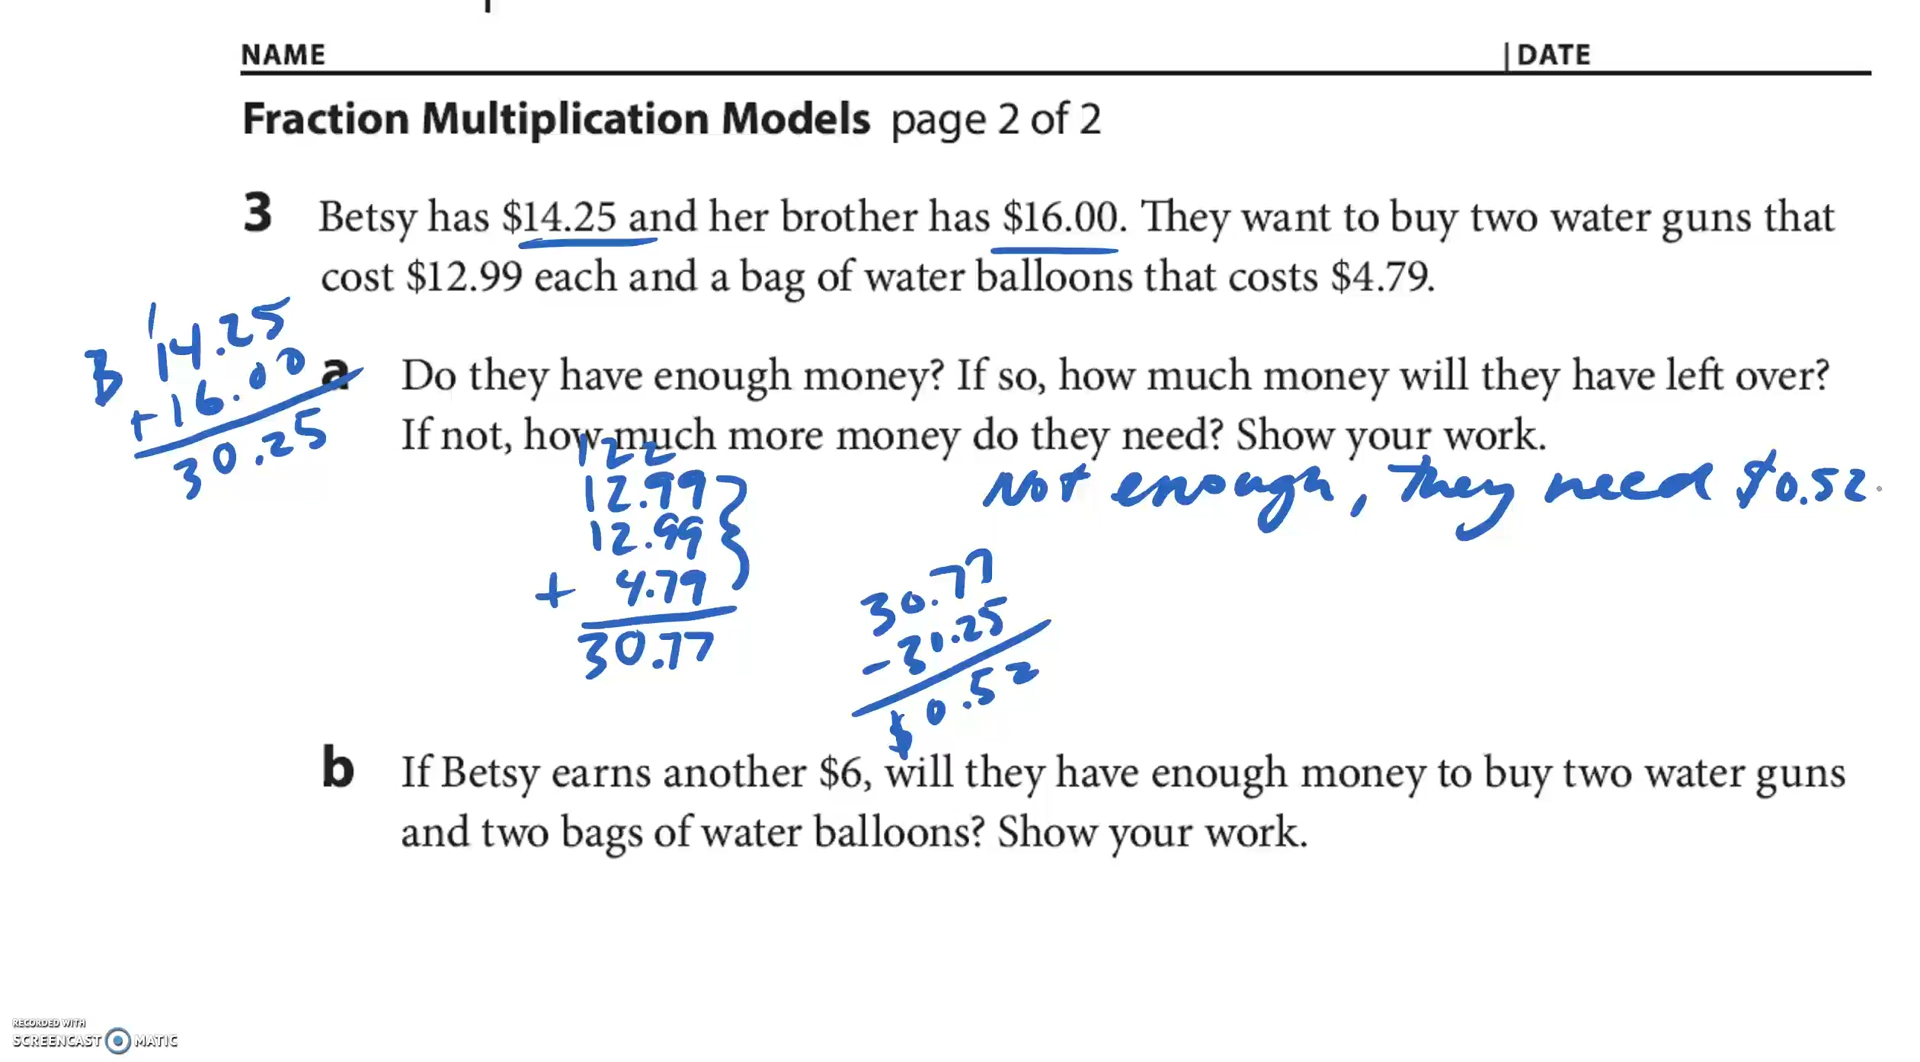 NAME | DATE
Fraction Multiplication Models page 2 of 2
3 Betsy has $14.25 and her brother has $16.00. They want to buy two water guns that
cost $12.99 each and a bag of water balloons that costs $4.79.
1
B 14.25
+16.00
30.25
a Do they have enough money? If so, how much money will they have left over?
If not, how much more money do they need? Show your work.
Not enough, they need $0.52.
1 2 2
12.99
12.99
+ 4.79
30.77
30.77
-30.25
$0.52
b If Betsy earns another $6, will they have enough money to buy two water guns
and two bags of water balloons? Show your work.
RECORDED WITH
SCREENCAST MATIC